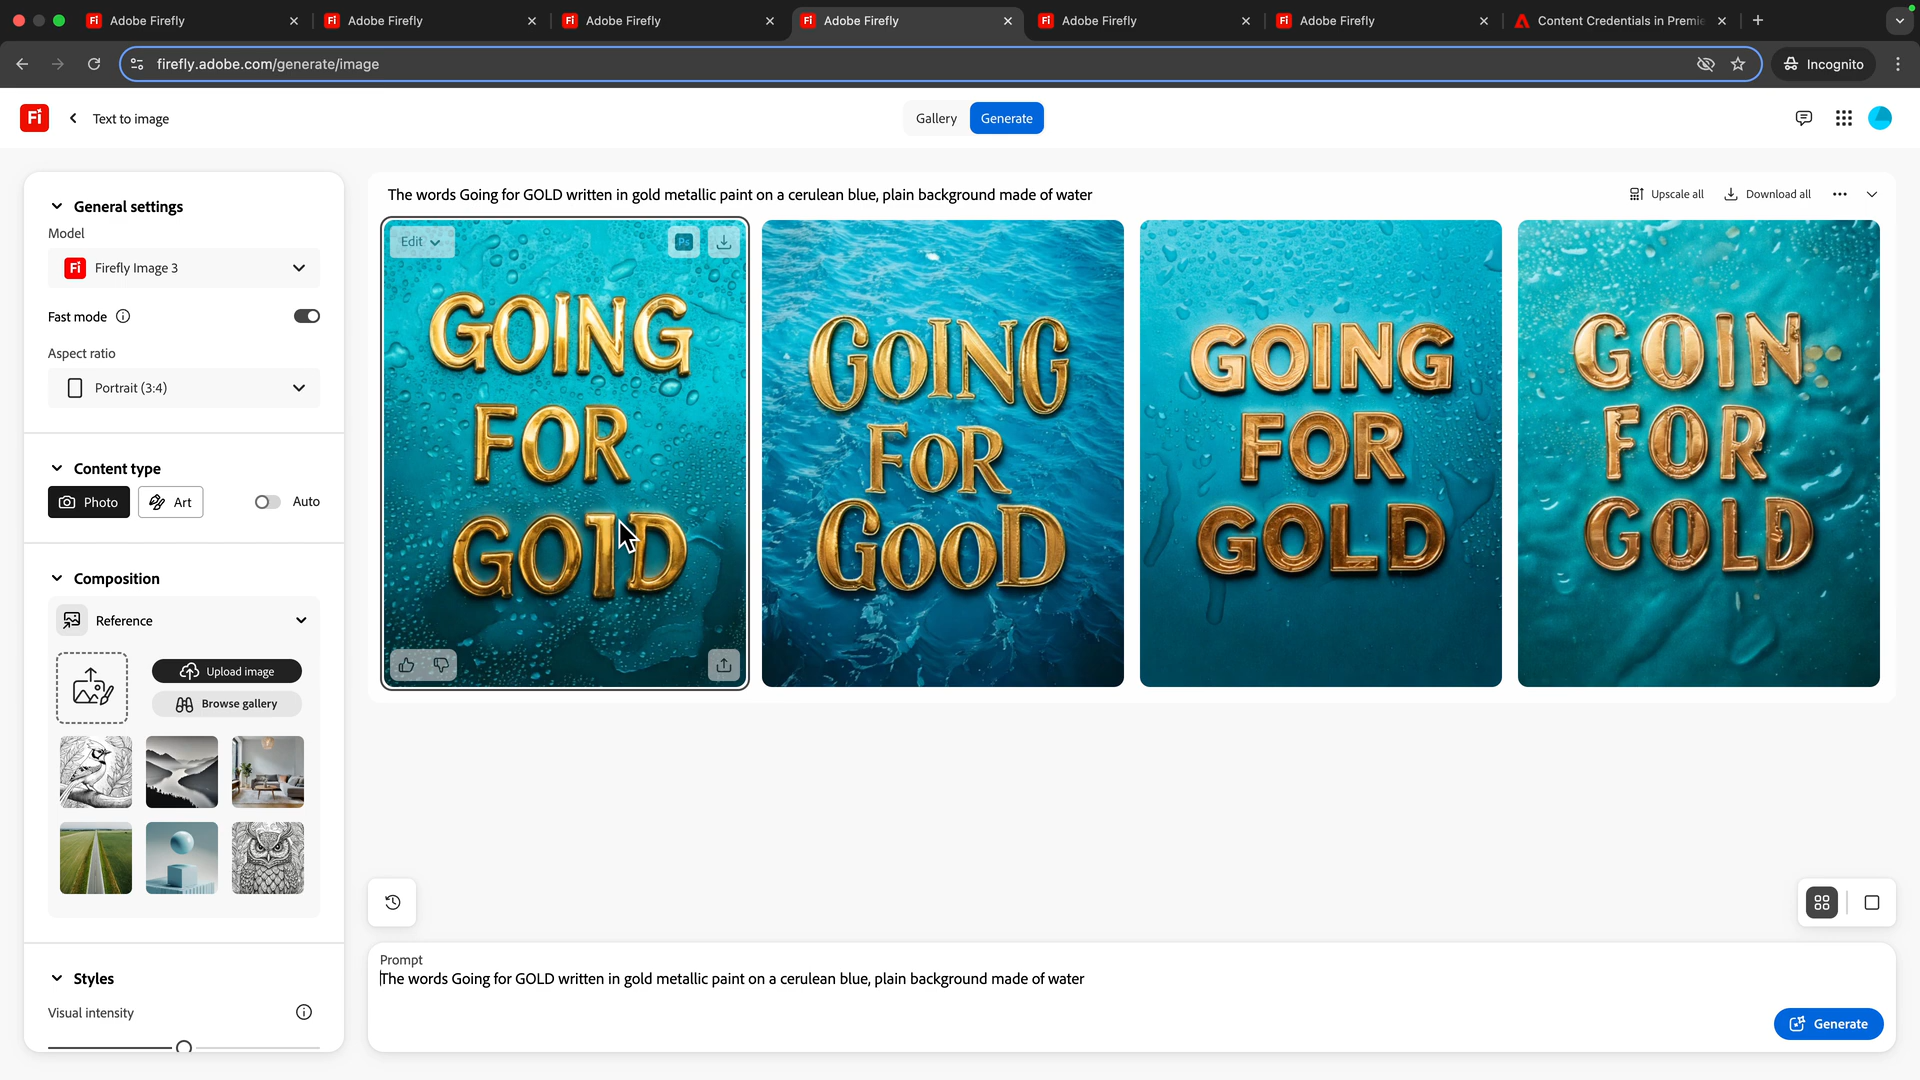 Adobe Firefly
Adobe Firefly
Adobe Firefly
Adobe Firefly
Adobe Firefly
Adobe Firefly
Content Credentials in Premie
firefly.adobe.com/generate/image
Incognito
Fi
Text to image
Gallery
Generate
General settings
Model
Fi Firefly Image 3
Fast mode
Aspect ratio
Portrait (3:4)
Content type
Photo
Art
Auto
Composition
Reference
Upload image
Browse gallery
Styles
Visual intensity
The words Going for GOLD written in gold metallic paint on a cerulean blue, plain background made of water
Upscale all
Download all
Edit
Ps
GOING
FOR
GOID
GOING
FOR
GOOD
GOING
FOR
GOLD
GOIN
FOR
GOLD
Prompt
The words Going for GOLD written in gold metallic paint on a cerulean blue, plain background made of water
Generate